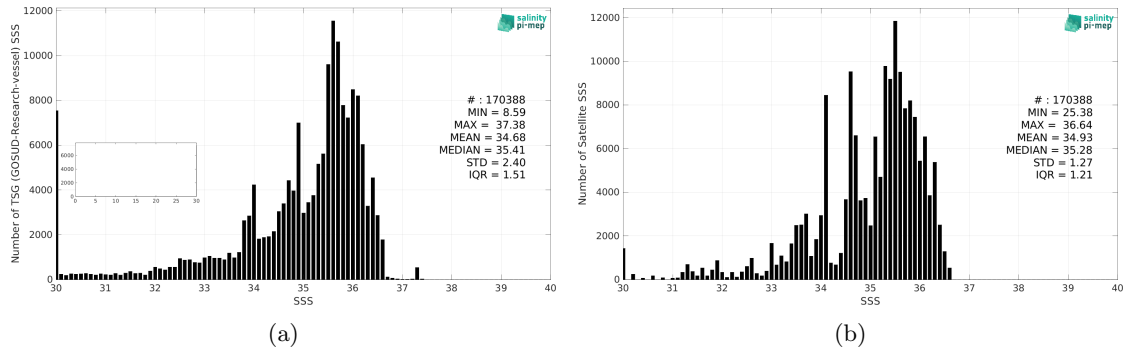 Number of TSG (GOSUD-Research-vessel) SSS
12000
10000
8000
6000
4000
2000
0
30 31 32 33 34 35 36 37 38 39 40
SSS
salinity
pi-mep
# : 170388
MIN = 8.59
MAX = 37.38
MEAN = 34.68
MEDIAN = 35.41
STD = 2.40
IQR = 1.51
6000
4000
2000
0
0 5 10 15 20 25 30
(a)
Number of Satellite SSS
12000
10000
8000
6000
4000
2000
0
30 31 32 33 34 35 36 37 38 39 40
SSS
salinity
pi-mep
# : 170388
MIN = 25.38
MAX = 36.64
MEAN = 34.93
MEDIAN = 35.28
STD = 1.27
IQR = 1.21
(b)